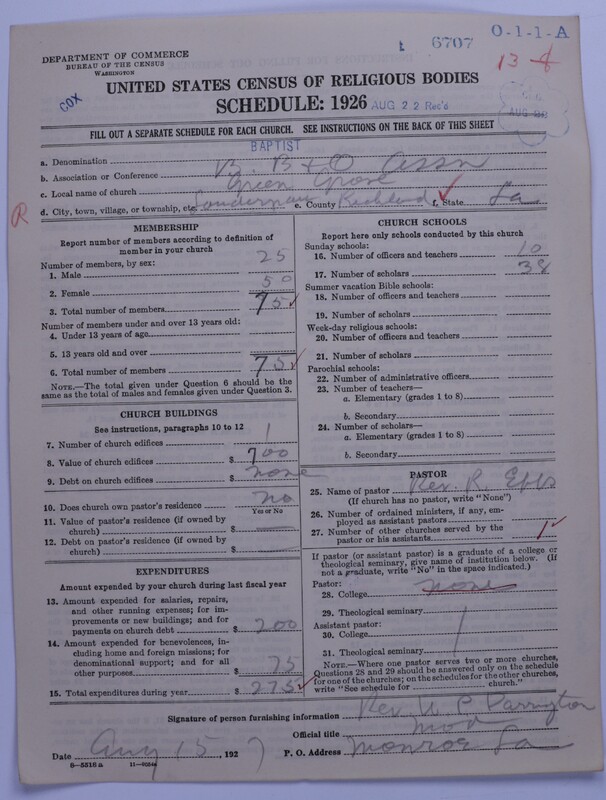 6707 O-1-1-A
13-8
DEPARTMENT OF COMMERCE
BUREAU OF THE CENSUS
WASHINGTON
COX
UNITED STATES CENSUS OF RELIGIOUS BODIES
SCHEDULE: 1926 AUG 22 Rec'd
FILL OUT A SEPARATE SCHEDULE FOR EACH CHURCH. SEE INSTRUCTIONS ON THE BACK OF THIS SHEET
BAPTIST
a. Denomination
b. Association or Conference B. B & O Assn
c. Local name of church Green Grove
R d. City, town, village, or township, etc. e. County Richland f. State La
MEMBERSHIP
Report number of members according to definition of
member in your church
Number of members, by sex:
1. Male 25
2. Female 50
3. Total number of members 75
Number of members under and over 13 years old:
4. Under 13 years of age
5. 13 years old and over
6. Total number of members 75
NOTE.—The total given under Question 6 should be
the same as the total of males and females given under Question 3.
CHURCH BUILDINGS
See instructions, paragraphs 10 to 12
7. Number of church edifices 1
8. Value of church edifices $ 700
9. Debt on church edifices $ none
10. Does church own pastor's residence? no
Yes or No
11. Value of pastor's residence (if owned by
church) $
12. Debt on pastor's residence (if owned by
church) $
EXPENDITURES
Amount expended by your church during last fiscal year
13. Amount expended for salaries, repairs,
and other running expenses; for im-
provements or new buildings; and for
payments on church debt $ 200
14. Amount expended for benevolences, in-
cluding home and foreign missions; for
denominational support; and for all
other purposes $ 75
15. Total expenditures during year $ 275
CHURCH SCHOOLS
Report here only schools conducted by this church
Sunday schools:
16. Number of officers and teachers 10
17. Number of scholars 38
Summer vacation Bible schools:
18. Number of officers and teachers
19. Number of scholars
Week-day religious schools:
20. Number of officers and teachers
21. Number of scholars
Parochial schools:
22. Number of administrative officers
23. Number of teachers—
a. Elementary (grades 1 to 8)
b. Secondary
24. Number of scholars—
a. Elementary (grades 1 to 8)
b. Secondary
PASTOR
25. Name of pastor Rev. R. Epps
(If church has no pastor, write "None")
26. Number of ordained ministers, if any, em-
ployed as assistant pastors
27. Number of other churches served by the
pastor or his assistants 1
If pastor (or assistant pastor) is a graduate of a college or
theological seminary, give name of institution below. (If
not a graduate, write "No" in the space indicated.)
Pastor:
28. College none
29. Theological seminary
Assistant pastor:
30. College
31. Theological seminary
NOTE.—Where one pastor serves two or more churches,
Questions 28 and 29 should be answered only on the schedule
for one of the churches; on the schedules for the other churches,
write "See schedule for church."
Signature of person furnishing information Rev. U. P. Varrington
Official title mod
Date Aug 15, 1927 P. O. Address Monroe La
8—5516 a